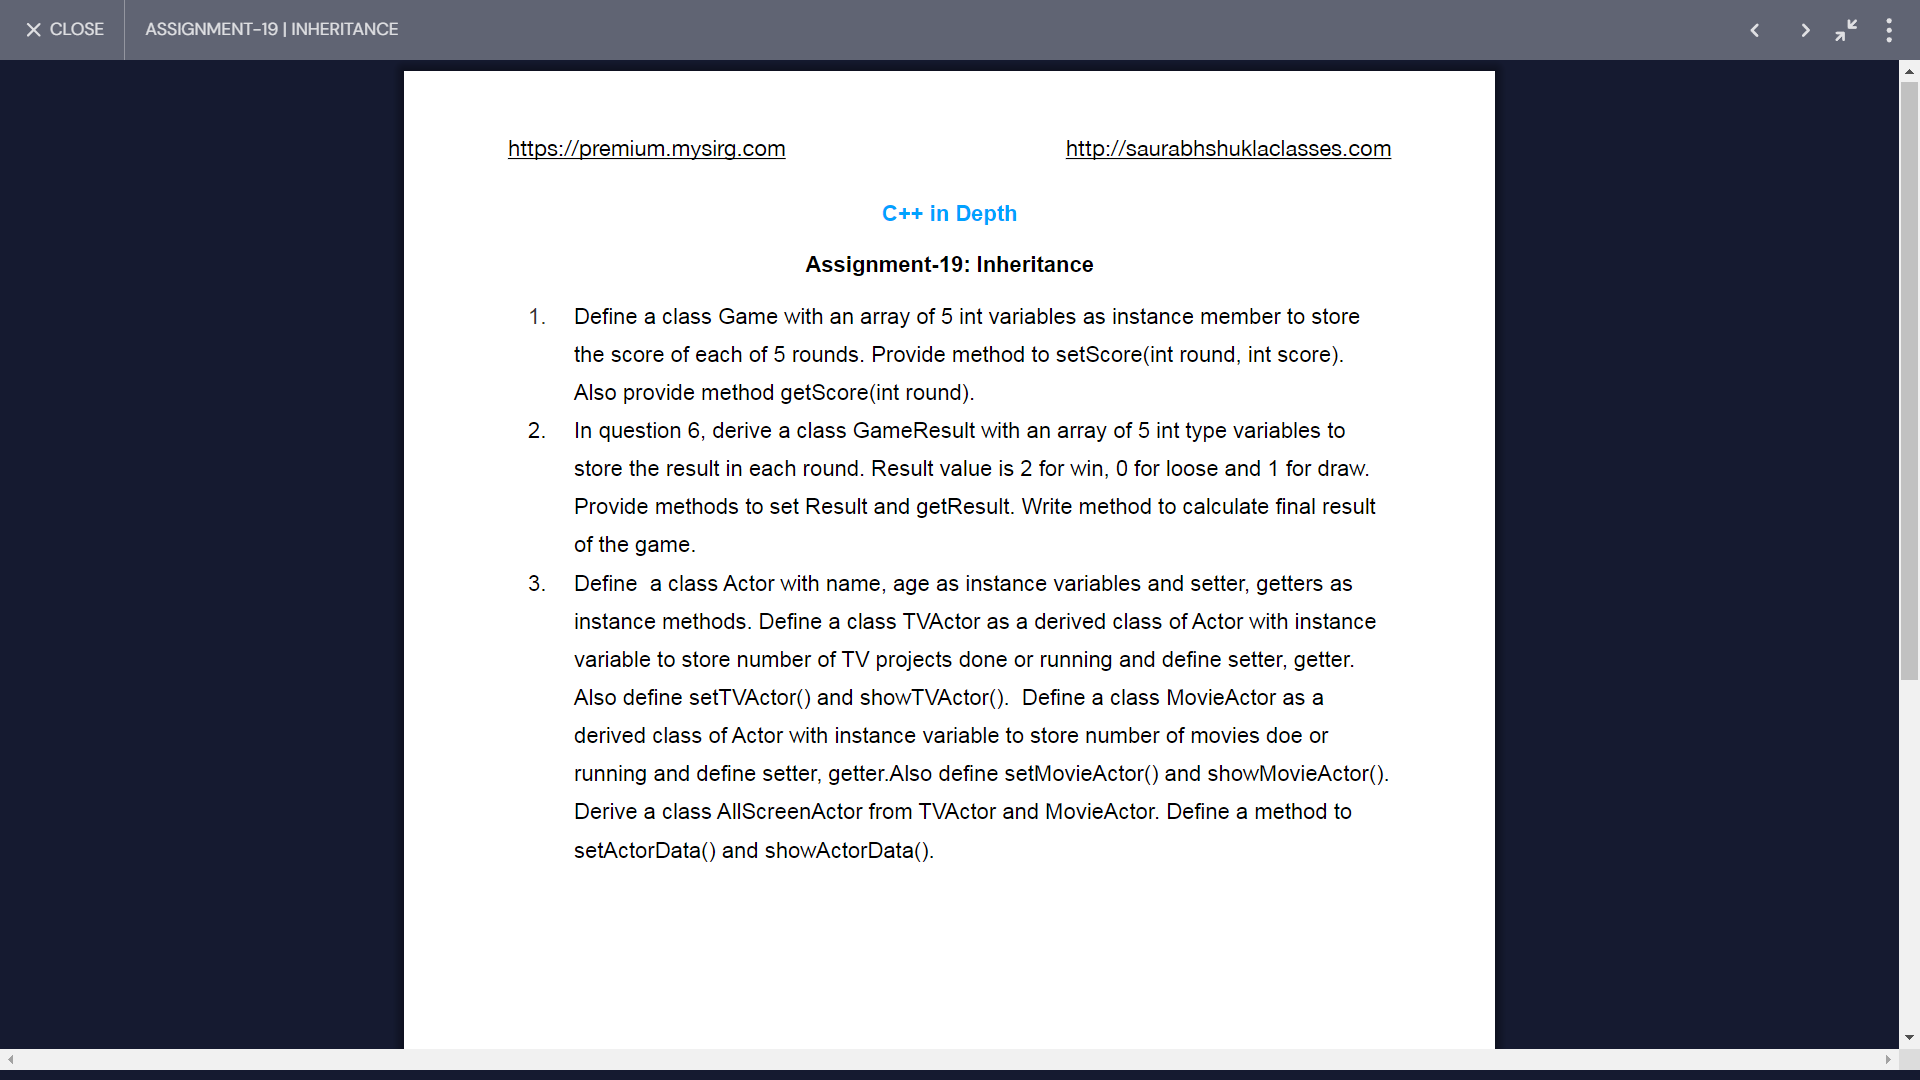 CLOSE
ASSIGNMENT-19 | INHERITANCE
https://premium.mysirg.com
http://saurabhshuklaclasses.com
C++ in Depth
Assignment-19: Inheritance
1. Define a class Game with an array of 5 int variables as instance member to store
the score of each of 5 rounds. Provide method to setScore(int round, int score).
Also provide method getScore(int round).
2. In question 6, derive a class GameResult with an array of 5 int type variables to
store the result in each round. Result value is 2 for win, 0 for loose and 1 for draw.
Provide methods to set Result and getResult. Write method to calculate final result
of the game.
3. Define  a class Actor with name, age as instance variables and setter, getters as
instance methods. Define a class TVActor as a derived class of Actor with instance
variable to store number of TV projects done or running and define setter, getter.
Also define setTVActor() and showTVActor().  Define a class MovieActor as a
derived class of Actor with instance variable to store number of movies doe or
running and define setter, getter.Also define setMovieActor() and showMovieActor().
Derive a class AllScreenActor from TVActor and MovieActor. Define a method to
setActorData() and showActorData().